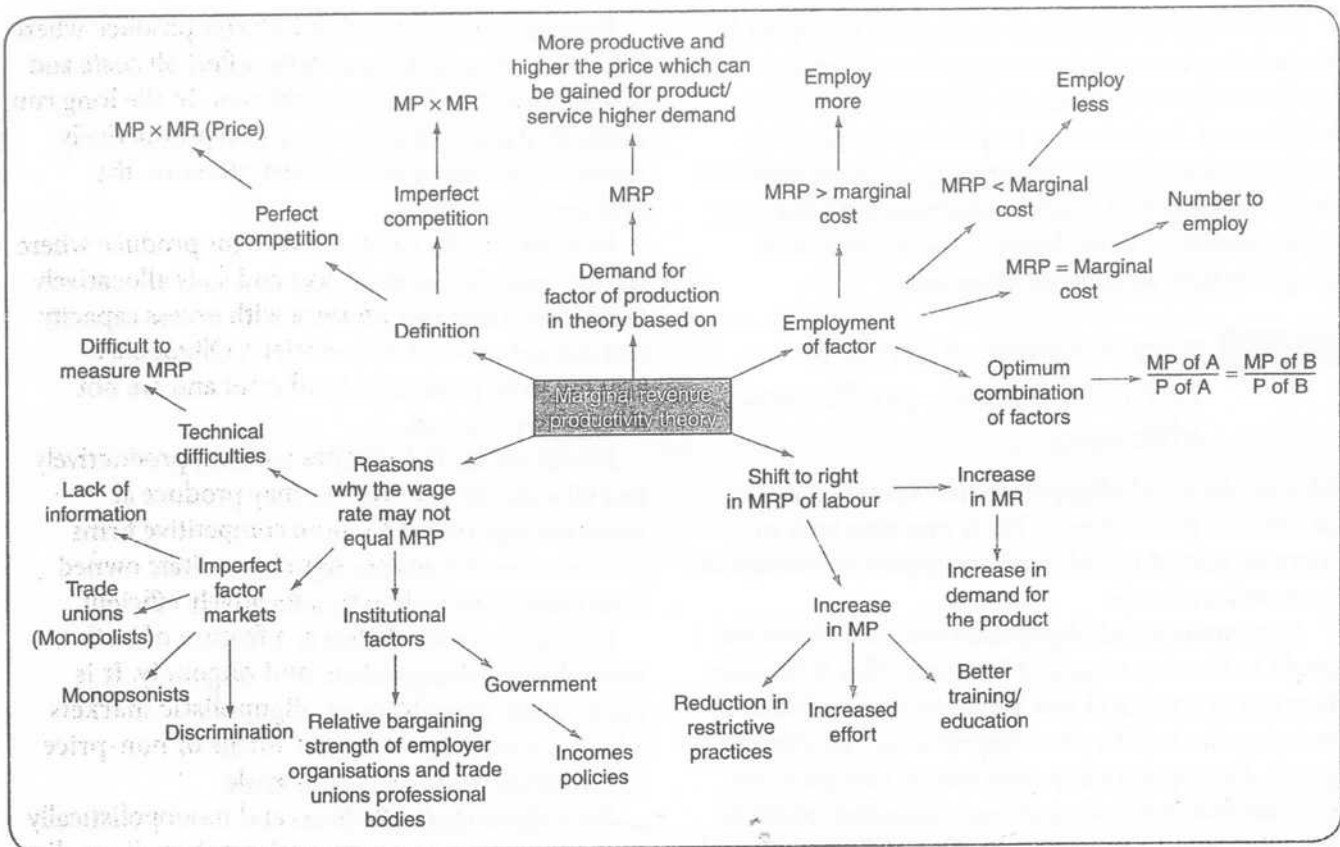 More productive and
higher the price which can
be gained for product/
service higher demand
Employ
more
Employ
less
MP × MR
MP × MR (Price)
Imperfect
competition
MRP
MRP > marginal
cost
MRP < Marginal
cost
Number to
employ
Perfect
competition
Demand for
factor of production
in theory based on
MRP = Marginal
cost
Definition
Employment
of factor
Difficult to
measure MRP
Optimum
combination
of factors
MP of A = MP of B
P of A P of B
Marginal revenue
productivity theory
Technical
difficulties
Reasons
why the wage
rate may not
equal MRP
Shift to right
in MRP of labour
Increase
in MR
Lack of
information
Imperfect
factor
markets
Trade
unions
(Monopolists)
Institutional
factors
Increase
in MP
Increase in
demand for
the product
Monopsonists
Discrimination
Government
Relative bargaining
strength of employer
organisations and trade
unions professional
bodies
Incomes
policies
Reduction in
restrictive
practices
Increased
effort
Better
training/
education